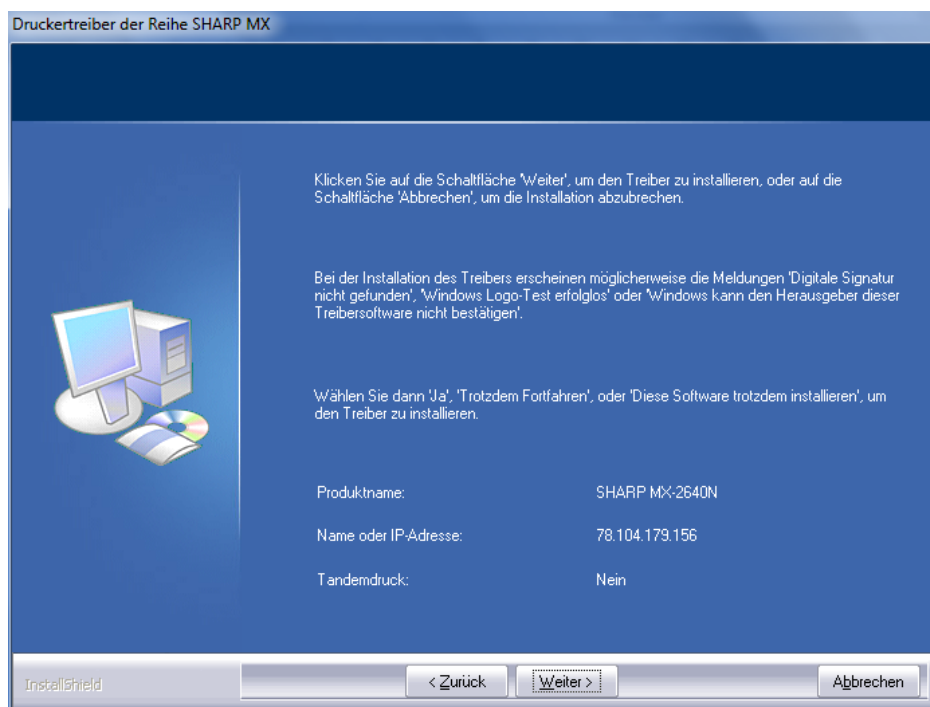 Druckertreiber der Reihe SHARP MX
Klicken Sie auf die Schaltfläche 'Weiter', um den Treiber zu installieren, oder auf die
Schaltfläche 'Abbrechen', um die Installation abzubrechen.
Bei der Installation des Treibers erscheinen möglicherweise die Meldungen 'Digitale Signatur
nicht gefunden', 'Windows Logo-Test erfolglos' oder 'Windows kann den Herausgeber dieser
Treibersoftware nicht bestätigen'.
Wählen Sie dann 'Ja', 'Trotzdem Fortfahren', oder 'Diese Software trotzdem installieren', um
den Treiber zu installieren.
Produktname: SHARP MX-2640N
Name oder IP-Adresse: 78.104.179.156
Tandemdruck: Nein
InstallShield < Zurück Weiter > Abbrechen